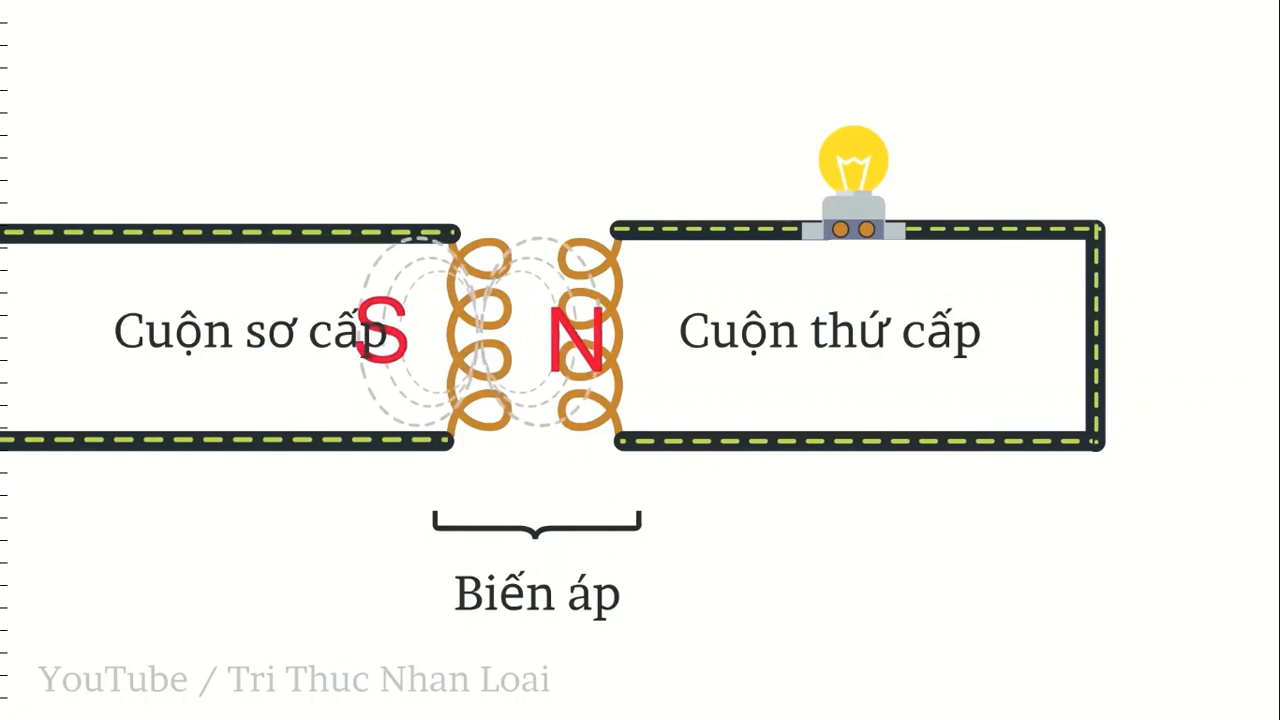 Cuộn sơ cấp
S
N
Cuộn thứ cấp
Biến áp
YouTube / Tri Thuc Nhan Loai